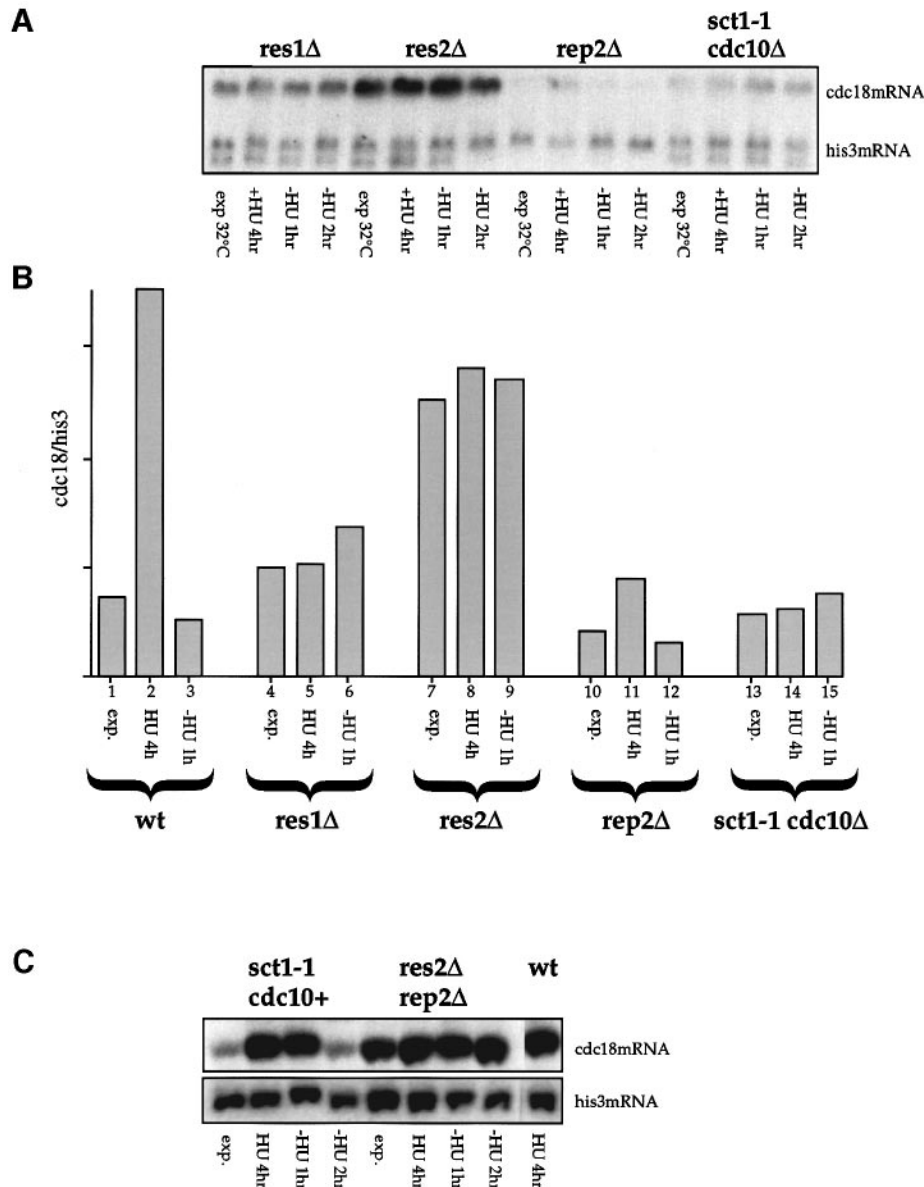 A
res1Δ res2Δ rep2Δ sct1-1 cdc10Δ
cdc18mRNA
his3mRNA
exp 32°C +HU 4hr -HU 1hr -HU 2hr exp 32°C +HU 4hr -HU 1hr -HU 2hr exp 32°C +HU 4hr -HU 1hr -HU 2hr exp 32°C +HU 4hr -HU 1hr -HU 2hr
B
cdc18/his3
1 2 3 4 5 6 7 8 9 10 11 12 13 14 15
exp. HU 4h -HU 1h exp. HU 4h -HU 1h exp. HU 4h -HU 1h exp. HU 4h -HU 1h exp. HU 4h -HU 1h
wt res1Δ res2Δ rep2Δ sct1-1 cdc10Δ
C
sct1-1 res2Δ wt
cdc10+ rep2Δ
cdc18mRNA
his3mRNA
exp. HU 4hr -HU 1hr -HU 2hr exp. HU 4hr -HU 1hr -HU 2hr HU 4hr